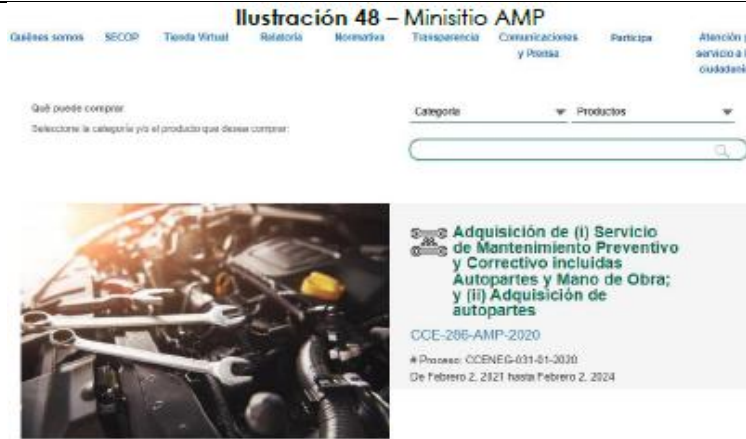 Ilustración 48 – Minisitio AMP
Quiénes somos SECOP Tienda Virtual Relatoría Normativa Transparencia Comunicaciones y Prensa Participa Atención y servicio a la ciudadanía
Qué puede comprar
Categoría Productos
Seleccione la categoría y/o el producto que desea comprar:
Adquisición de (i) Servicio
de Mantenimiento Preventivo
y Correctivo incluidas
Autopartes y Mano de Obra;
y (ii) Adquisición de
autopartes
CCE-286-AMP-2020
# Proceso: CCENEG-031-01-2020
De Febrero 2, 2021 hasta Febrero 2, 2024